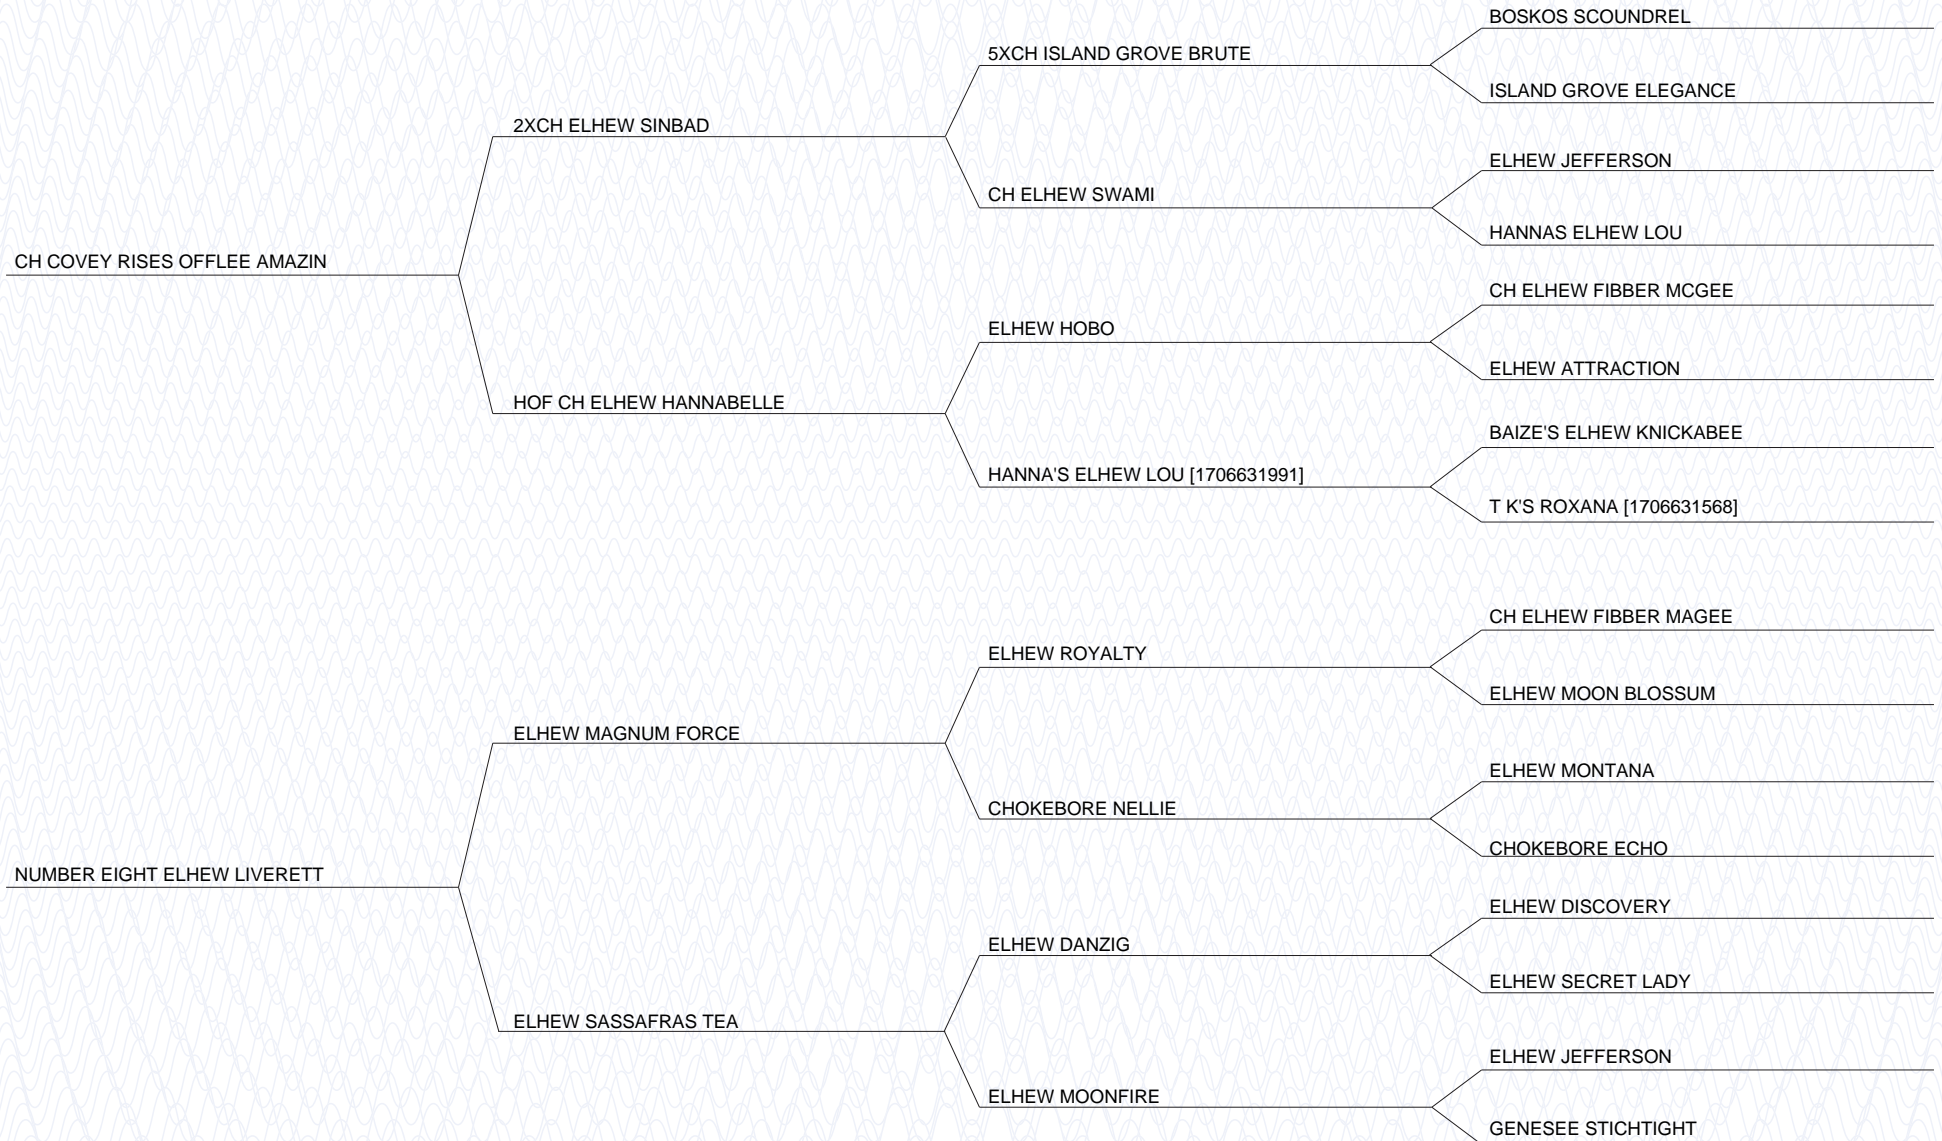 BOSKOS SCOUNDREL
5XCH ISLAND GROVE BRUTE
ISLAND GROVE ELEGANCE
2XCH ELHEW SINBAD
ELHEW JEFFERSON
CH ELHEW SWAMI
HANNAS ELHEW LOU
CH COVEY RISES OFFLEE AMAZIN
CH ELHEW FIBBER MCGEE
ELHEW HOBO
ELHEW ATTRACTION
HOF CH ELHEW HANNABELLE
BAIZE'S ELHEW KNICKABEE
HANNA'S ELHEW LOU [1706631991]
T K'S ROXANA [1706631568]
CH ELHEW FIBBER MAGEE
ELHEW ROYALTY
ELHEW MOON BLOSSUM
ELHEW MAGNUM FORCE
ELHEW MONTANA
CHOKEBORE NELLIE
CHOKEBORE ECHO
NUMBER EIGHT ELHEW LIVERETT
ELHEW DISCOVERY
ELHEW DANZIG
ELHEW SECRET LADY
ELHEW SASSAFRAS TEA
ELHEW JEFFERSON
ELHEW MOONFIRE
GENESEE STICHTIGHT